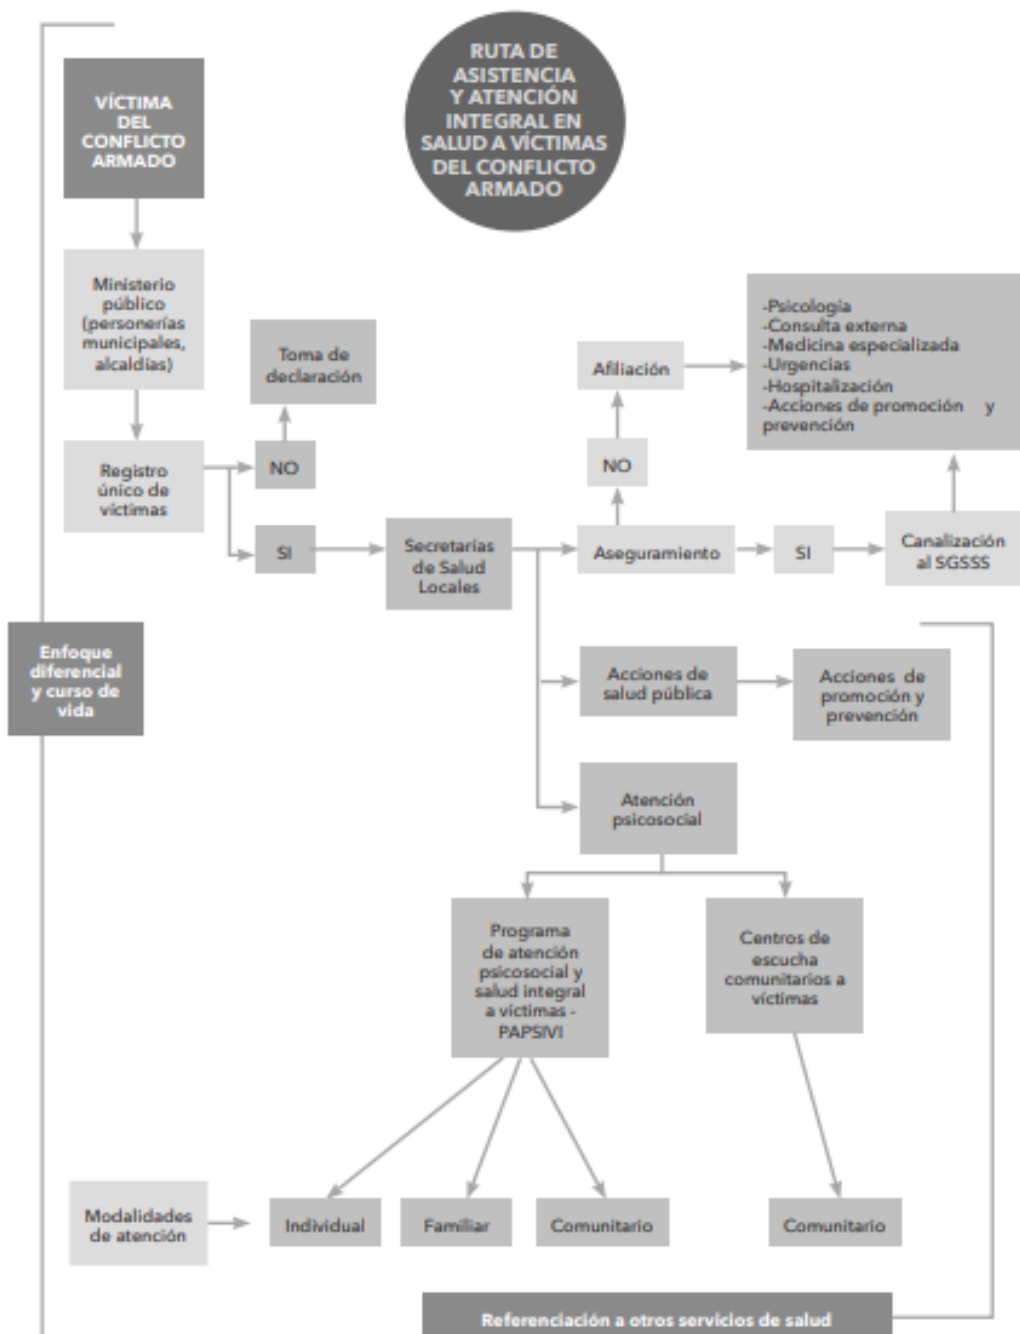 RUTA DE
ASISTENCIA
Y ATENCIÓN
INTEGRAL EN
SALUD A VÍCTIMAS
DEL CONFLICTO
ARMADO
VÍCTIMA
DEL
CONFLICTO
ARMADO
Ministerio
público
(personerías
municipales,
alcaldías)
Registro
único de
víctimas
Toma de
declaración
NO
SI
Secretarías
de Salud
Locales
Afiliación
NO
Aseguramiento
SI
Canalización
al SGSSS
-Psicología
-Consulta externa
-Medicina especializada
-Urgencias
-Hospitalización
-Acciones de promoción y
prevención
Enfoque
diferencial
y curso de
vida
Acciones de
salud pública
Acciones de
promoción y
prevención
Atención
psicosocial
Programa
de atención
psicosocial y
salud integral
a víctimas -
PAPSIVI
Centros de
escucha
comunitarios a
víctimas
Modalidades
de atención
Individual
Familiar
Comunitario
Comunitario
Referenciación a otros servicios de salud